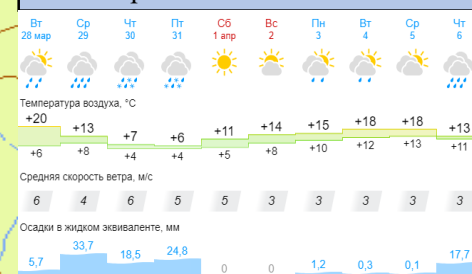 Вт Ср Чт Пт Сб Вс Пн Вт Ср Чт
28 мар 29 30 31 1 апр 2 3 4 5 6
Температура воздуха, °C
+20 +13 +7 +6 +11 +14 +15 +18 +18 +13
+6 +8 +4 +4 +5 +8 +10 +12 +13 +11
Средняя скорость ветра, м/с
6 4 6 5 5 3 3 3 3 3
Осадки в жидком эквиваленте, мм
5,7 33,7 18,5 24,8 0 0 1,2 0,3 0,1 17,7